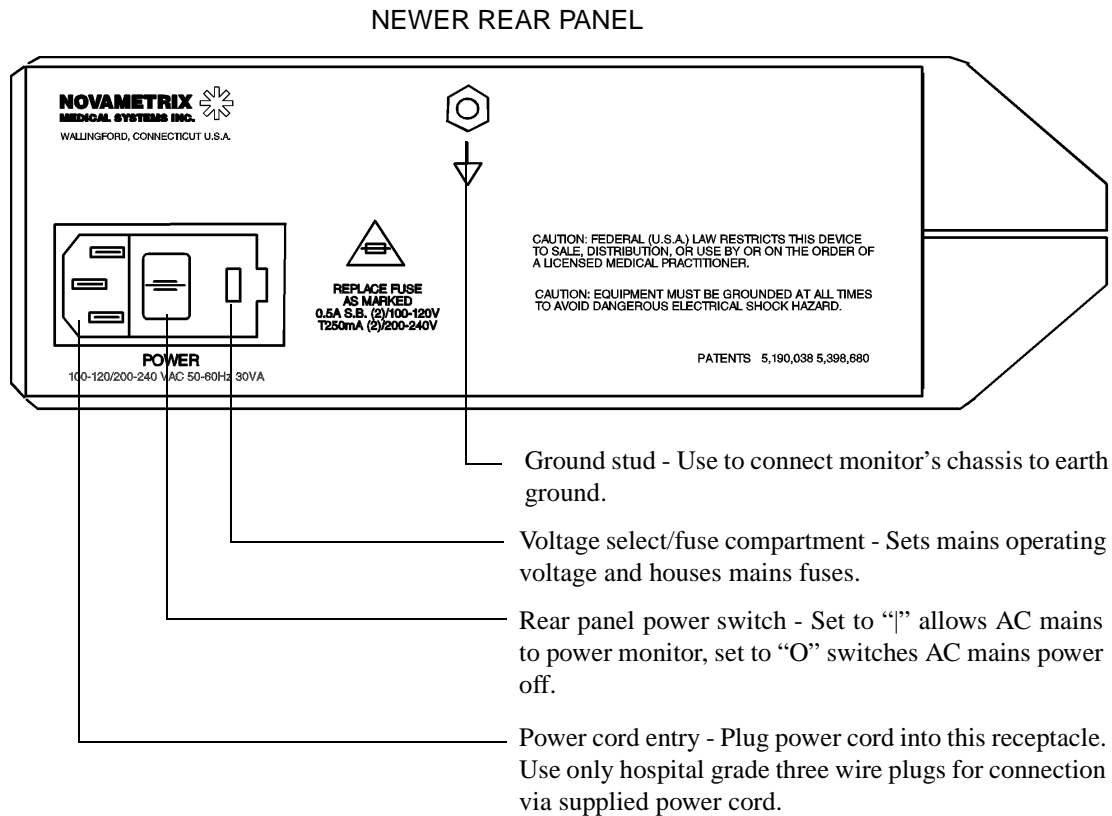 NEWER REAR PANEL
NOVAMETRIX
MEDICAL SYSTEMS INC.
WALLINGFORD, CONNECTICUT U.S.A.
REPLACE FUSE
AS MARKED
0.5A S.B. (2)/100-120V
T250mA (2)/200-240V
CAUTION: FEDERAL (U.S.A.) LAW RESTRICTS THIS DEVICE
TO SALE, DISTRIBUTION, OR USE BY OR ON THE ORDER OF
A LICENSED MEDICAL PRACTITIONER.
CAUTION: EQUIPMENT MUST BE GROUNDED AT ALL TIMES
TO AVOID DANGEROUS ELECTRICAL SHOCK HAZARD.
POWER
100-120/200-240 VAC 50-60Hz 30VA
PATENTS 5,190,038 5,398,680
Ground stud - Use to connect monitor’s chassis to earth
ground.
Voltage select/fuse compartment - Sets mains operating
voltage and houses mains fuses.
Rear panel power switch - Set to “|” allows AC mains
to power monitor, set to “O” switches AC mains power
off.
Power cord entry - Plug power cord into this receptacle.
Use only hospital grade three wire plugs for connection
via supplied power cord.